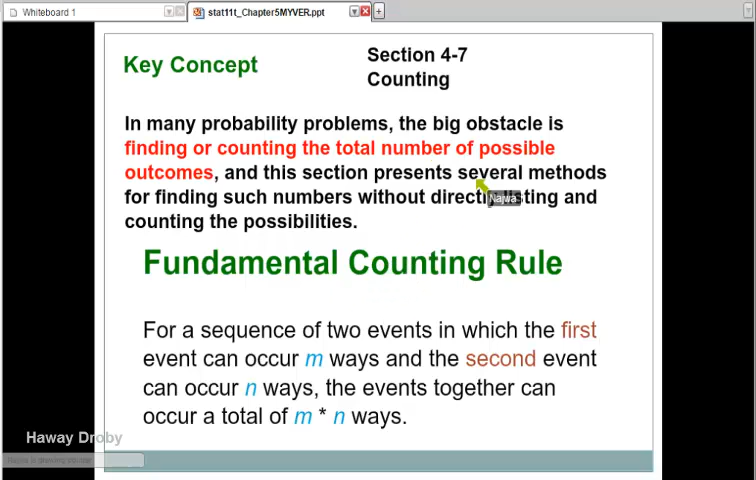 Whiteboard 1
stat11t_Chapter5MYVER.ppt
Key Concept
Section 4-7
Counting
In many probability problems, the big obstacle is
finding or counting the total number of possible
outcomes, and this section presents several methods
for finding such numbers without directly listing and
counting the possibilities.
Najwa
Fundamental Counting Rule
For a sequence of two events in which the first
event can occur m ways and the second event
can occur n ways, the events together can
occur a total of m * n ways.
Haway Droby